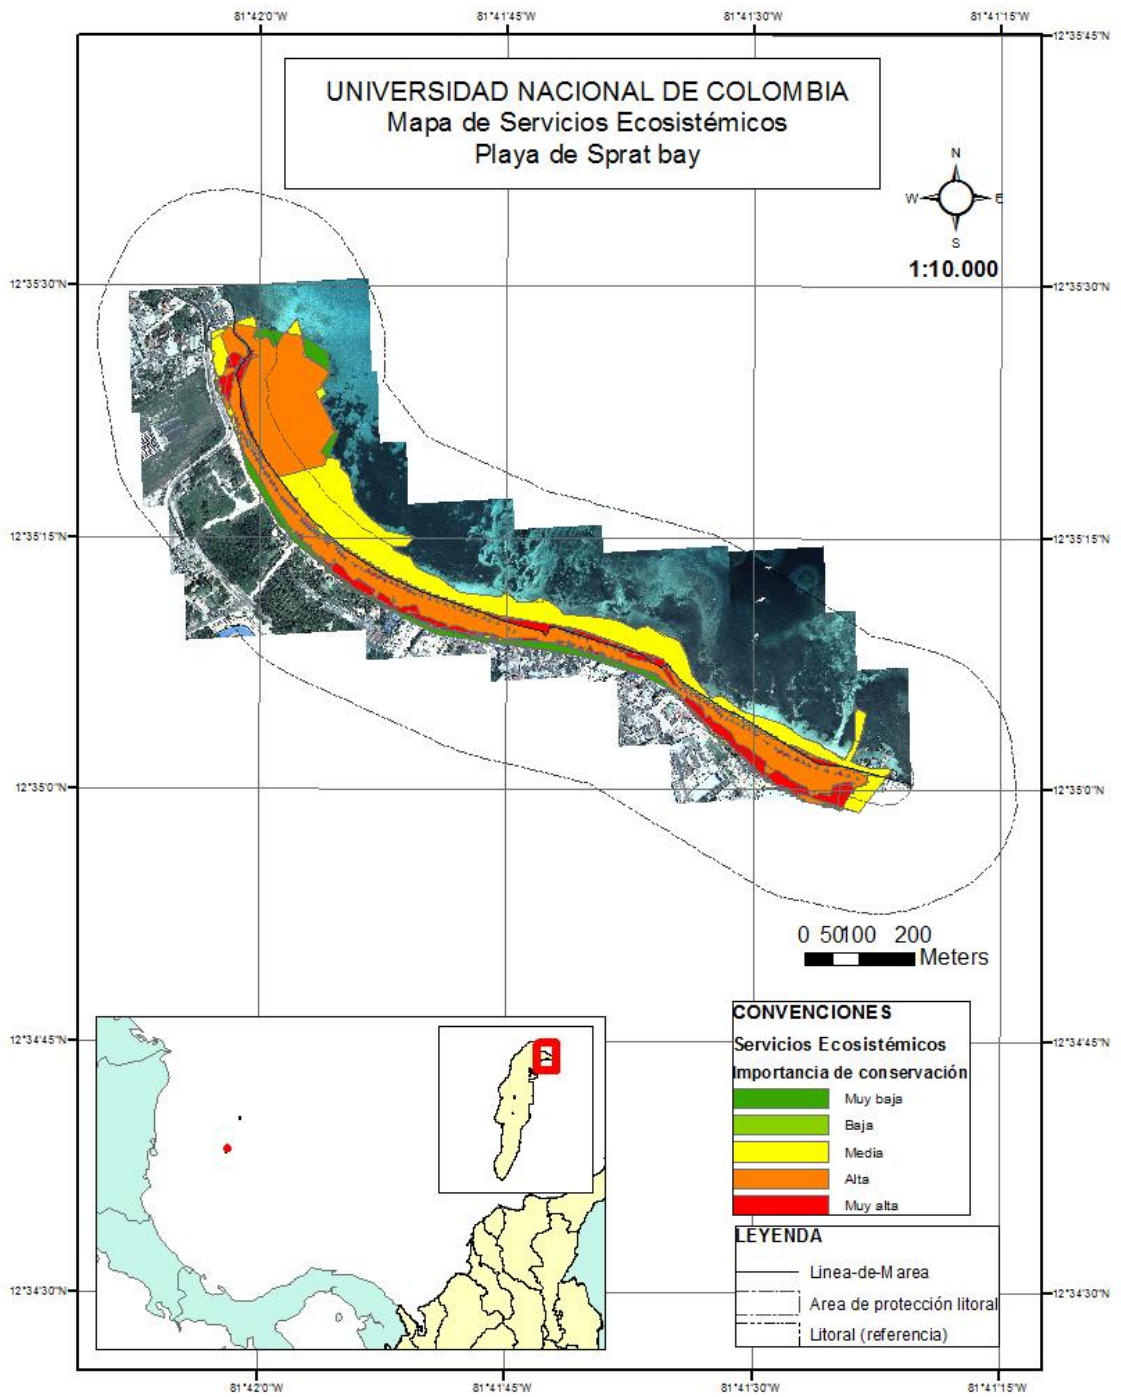 81°42'0"W 81°41'45"W 81°41'30"W 81°41'15"W
12°35'45"N
UNIVERSIDAD NACIONAL DE COLOMBIA
Mapa de Servicios Ecosistémicos
Playa de Sprat bay
N
W E
S
1:10.000
12°35'30"N 12°35'30"N
12°35'15"N 12°35'15"N
12°35'0"N 12°35'0"N
0 50100 200
Meters
12°34'45"N 12°34'45"N
CONVENCIONES
Servicios Ecosistémicos
Importancia de conservación
Muy baja
Baja
Media
Alta
Muy alta
LEYENDA
Linea-de-Marea
Area de protección litoral
Litoral (referencia)
12°34'30"N 12°34'30"N
81°42'0"W 81°41'45"W 81°41'30"W 81°41'15"W